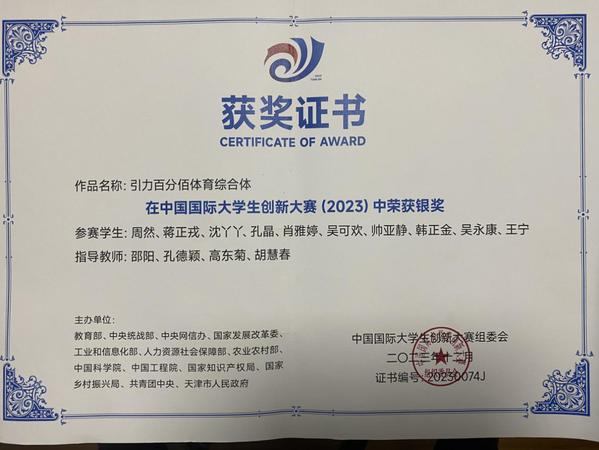 获奖证书
CERTIFICATE OF AWARD
作品名称: 引力百分佰体育综合体
在中国国际大学生创新大赛 (2023) 中荣获银奖
参赛学生: 周然、蒋正戎、沈丫丫、孔晶、肖雅婷、吴可欢、帅亚静、韩正金、吴永康、王宁
指导教师: 邵阳、孔德颖、高东菊、胡慧春
主办单位:
教育部、中央统战部、中央网信办、国家发展改革委、
工业和信息化部、人力资源社会保障部、农业农村部、
中国科学院、中国工程院、国家知识产权局、国家
乡村振兴局、共青团中央、天津市人民政府
中国国际大学生创新大赛组委会
二〇二三年十二月
证书编号: 20230074J